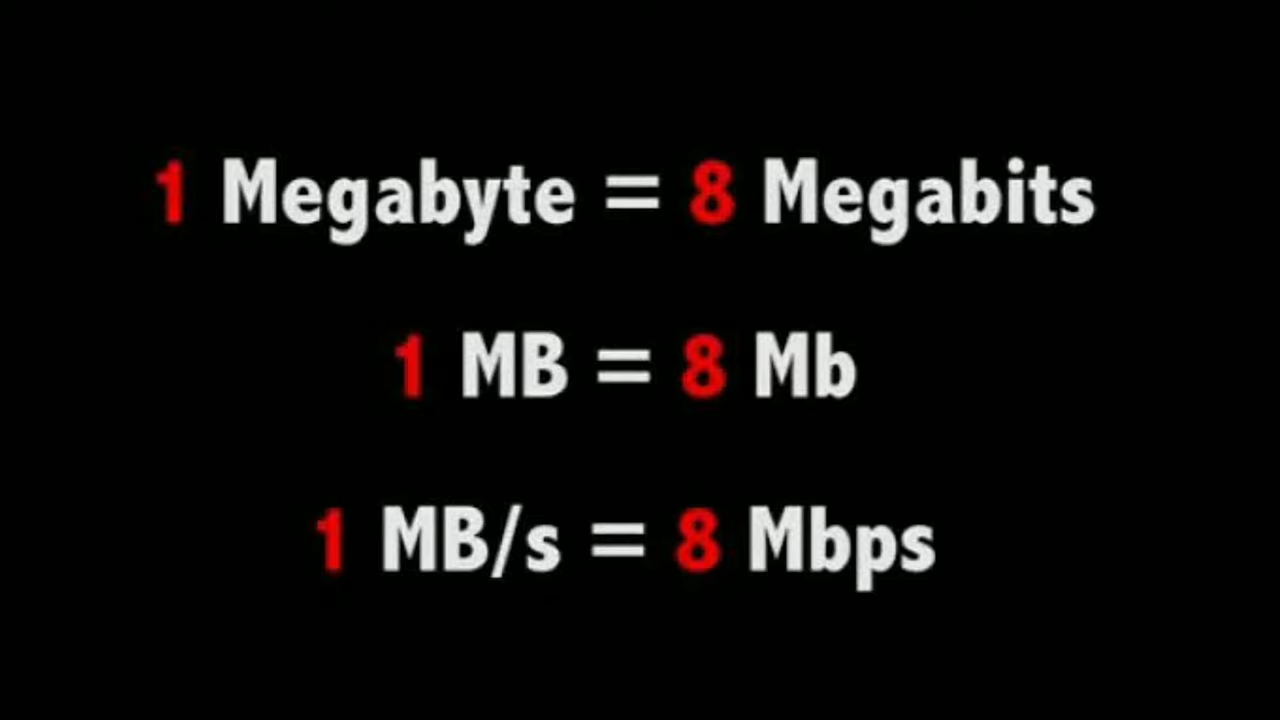 1 Megabyte = 8 Megabits
1 MB = 8 Mb
1 MB/s = 8 Mbps